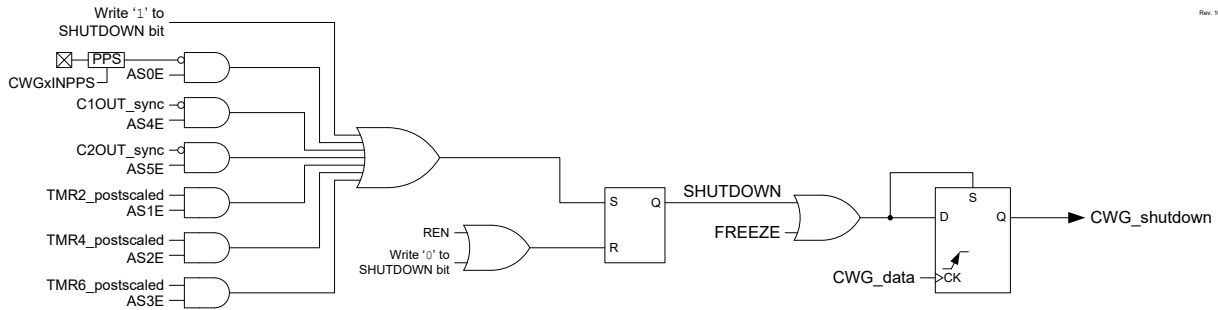 Write ‘1’ to
SHUTDOWN bit
Rev. 1
PPS
AS0E
CWGxINPPS
C1OUT_sync
AS4E
C2OUT_sync
AS5E
TMR2_postscaled
AS1E
TMR4_postscaled
AS2E
TMR6_postscaled
AS3E
REN
Write ‘0’ to
SHUTDOWN bit
S
Q
R
SHUTDOWN
FREEZE
S
D
Q
CK
CWG_data
CWG_shutdown